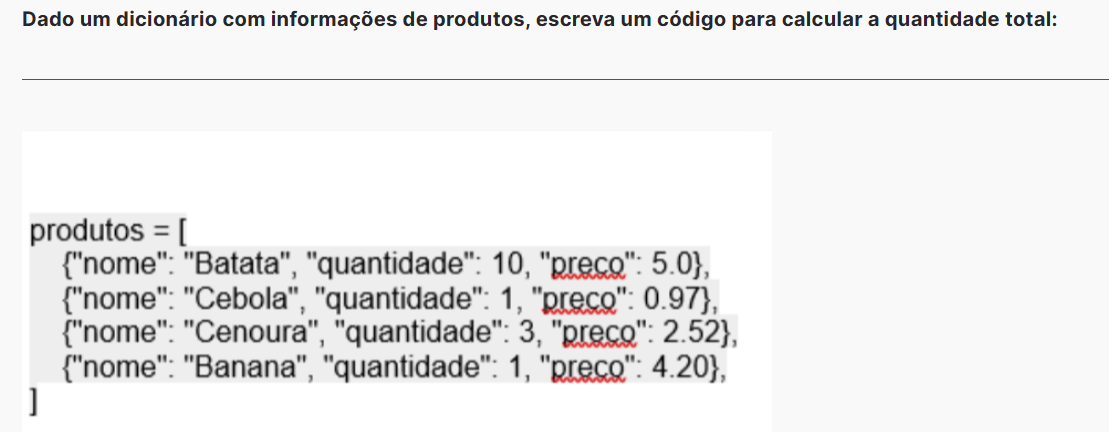 Dado um dicionário com informações de produtos, escreva um código para calcular a quantidade total:
produtos = [
{"nome": "Batata", "quantidade": 10, "preco": 5.0},
{"nome": "Cebola", "quantidade": 1, "preco": 0.97},
{"nome": "Cenoura", "quantidade": 3, "preco": 2.52},
{"nome": "Banana", "quantidade": 1, "preco": 4.20},
]